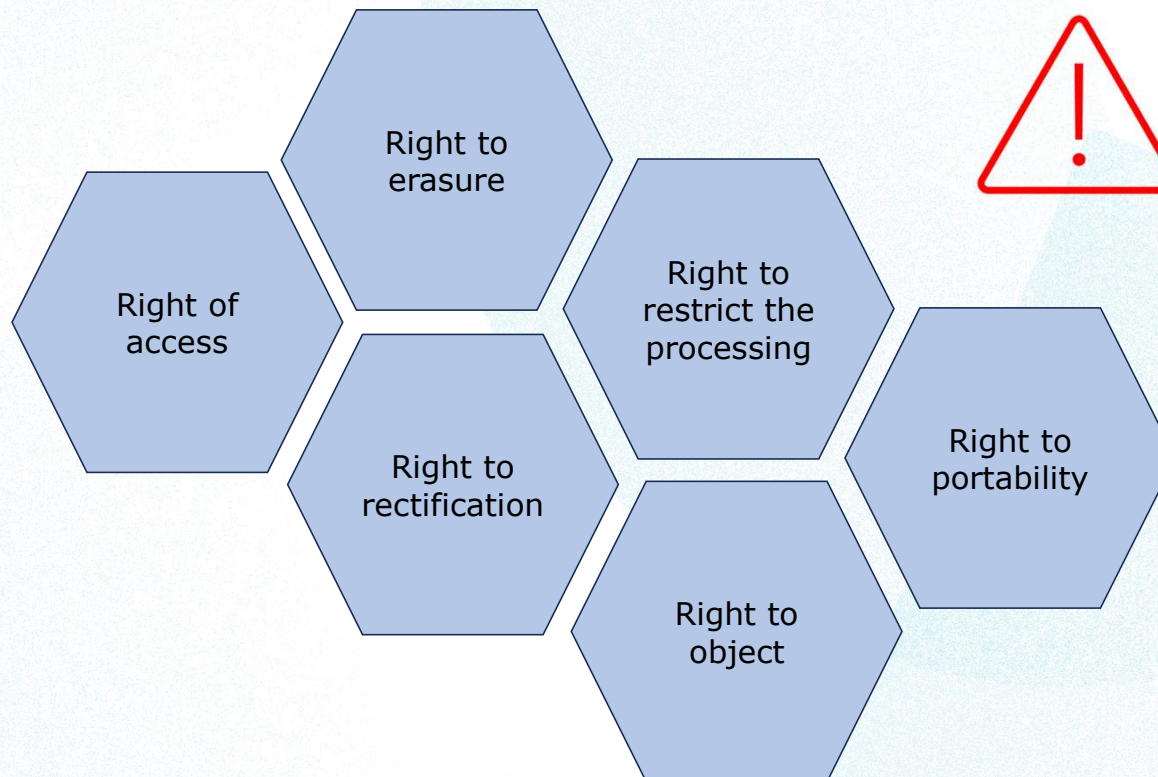 Right to
erasure
Right of
access
Right to
restrict the
processing
Right to
rectification
Right to
portability
Right to
object
!